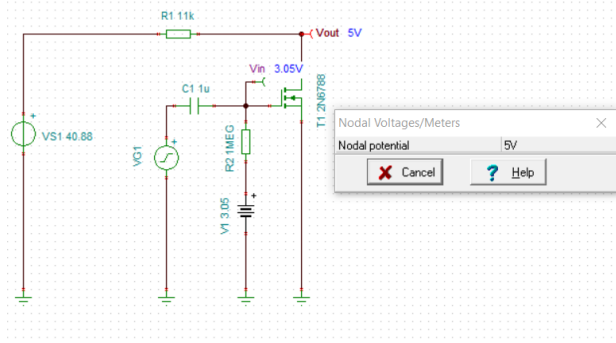 R1 11k
Vout 5V
Vin 3.05V
C1 1u
T1 2N6788
VS1 40.88
VG1
R2 1MEG
V1 3.05
+
+
+
Nodal Voltages/Meters
Nodal potential 5V
Cancel
? Help